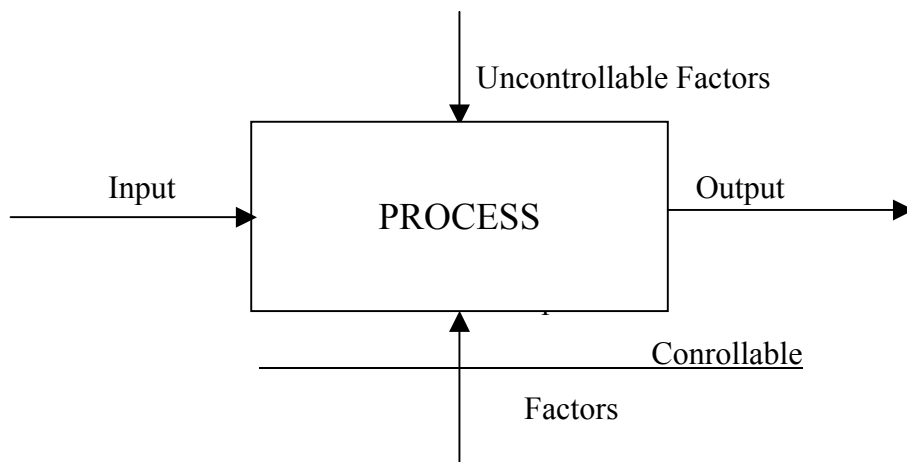 Uncontrollable Factors
Input
Output
PROCESS
Conrollable
Factors